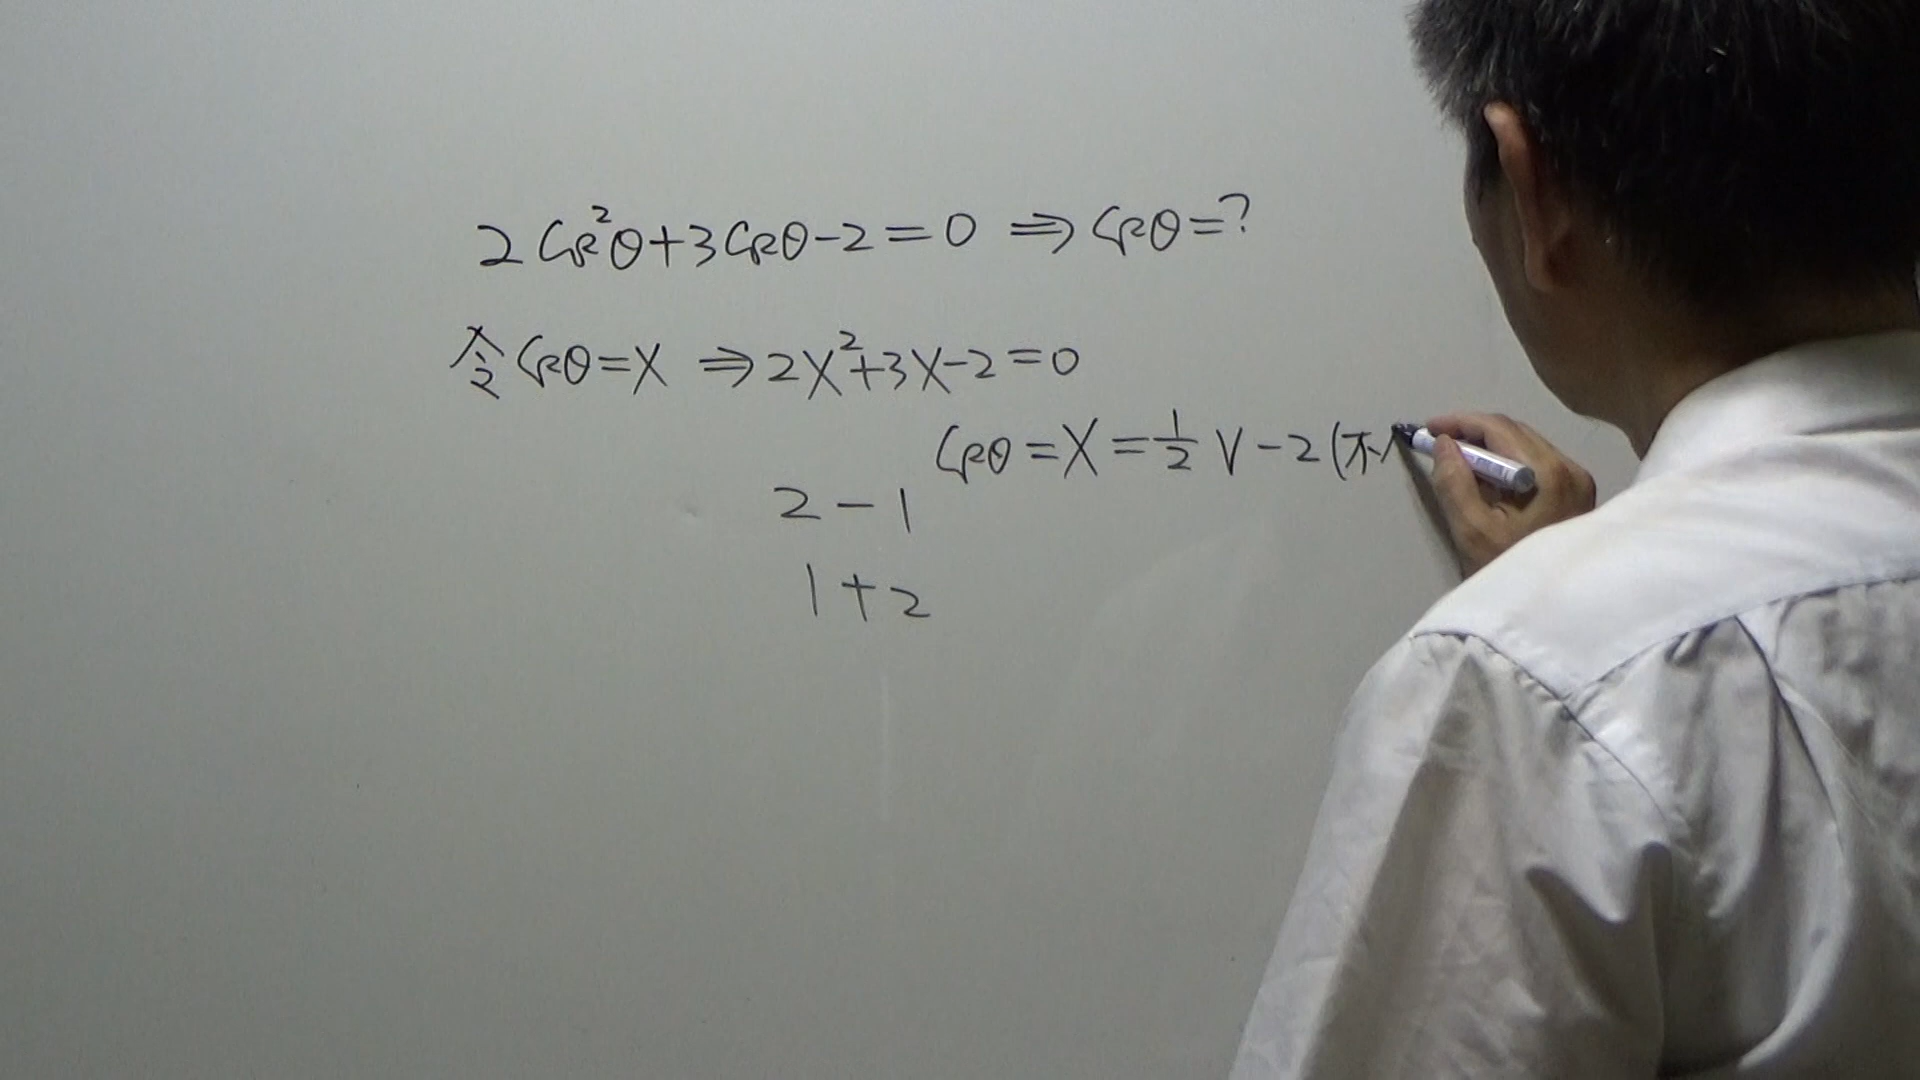 2cos²θ+3cosθ-2=0 ⇒ cosθ=?
令cosθ=x ⇒ 2x²+3x-2=0
cosθ=x=1/2 ∨ -2(不
2-1
1+2